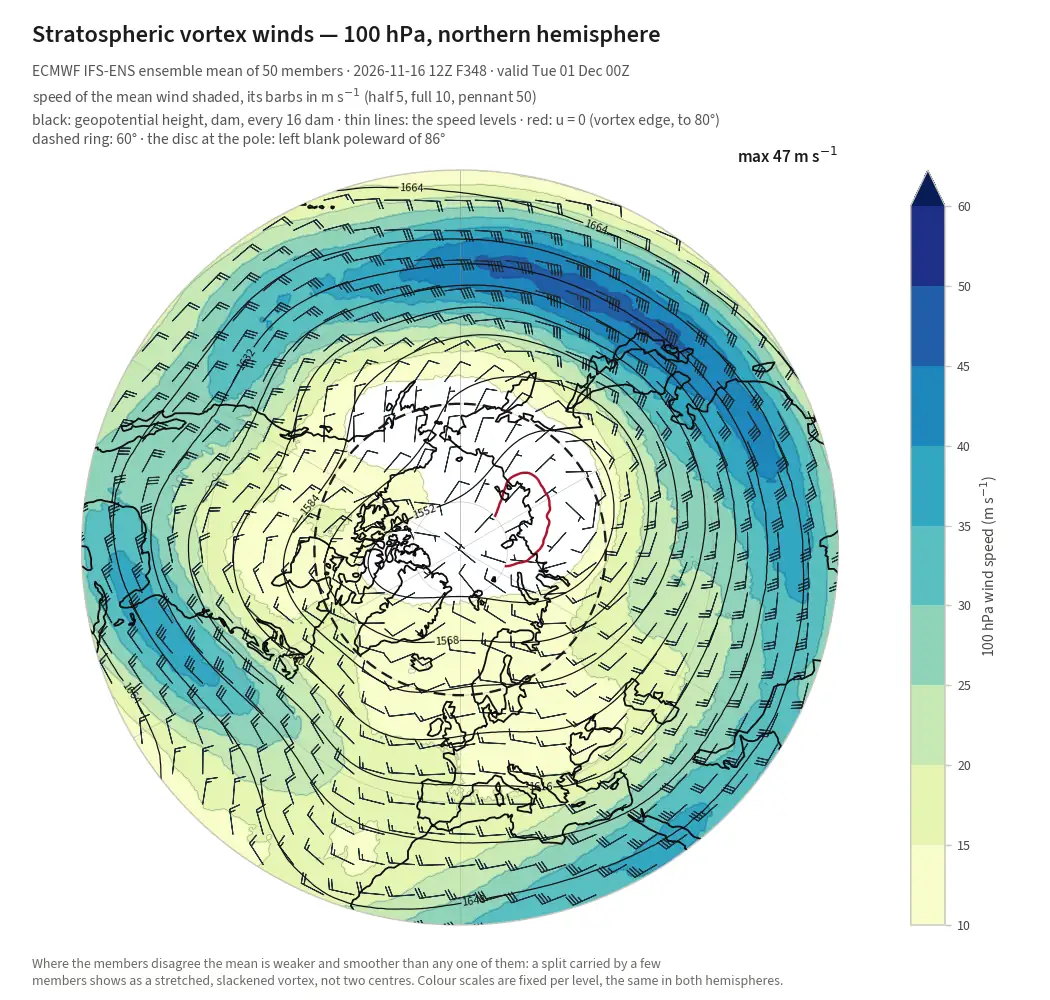 Stratospheric vortex winds — 100 hPa, northern hemisphere
ECMWF IFS-ENS ensemble mean of 50 members · 2026-11-16 12Z F348 · valid Tue 01 Dec 00Z
speed of the mean wind shaded, its barbs in m s⁻¹ (half 5, full 10, pennant 50)
black: geopotential height, dam, every 16 dam · thin lines: the speed levels · red: u = 0 (vortex edge, to 80°)
dashed ring: 60° · the disc at the pole: left blank poleward of 86°
max 47 m s⁻¹
1664
1664
1632
1584
1552
1568
1664
1616
1648
60
50
45
40
35
30
25
20
15
10
100 hPa wind speed (m s⁻¹)
Where the members disagree the mean is weaker and smoother than any one of them: a split carried by a few
members shows as a stretched, slackened vortex, not two centres. Colour scales are fixed per level, the same in both hemispheres.